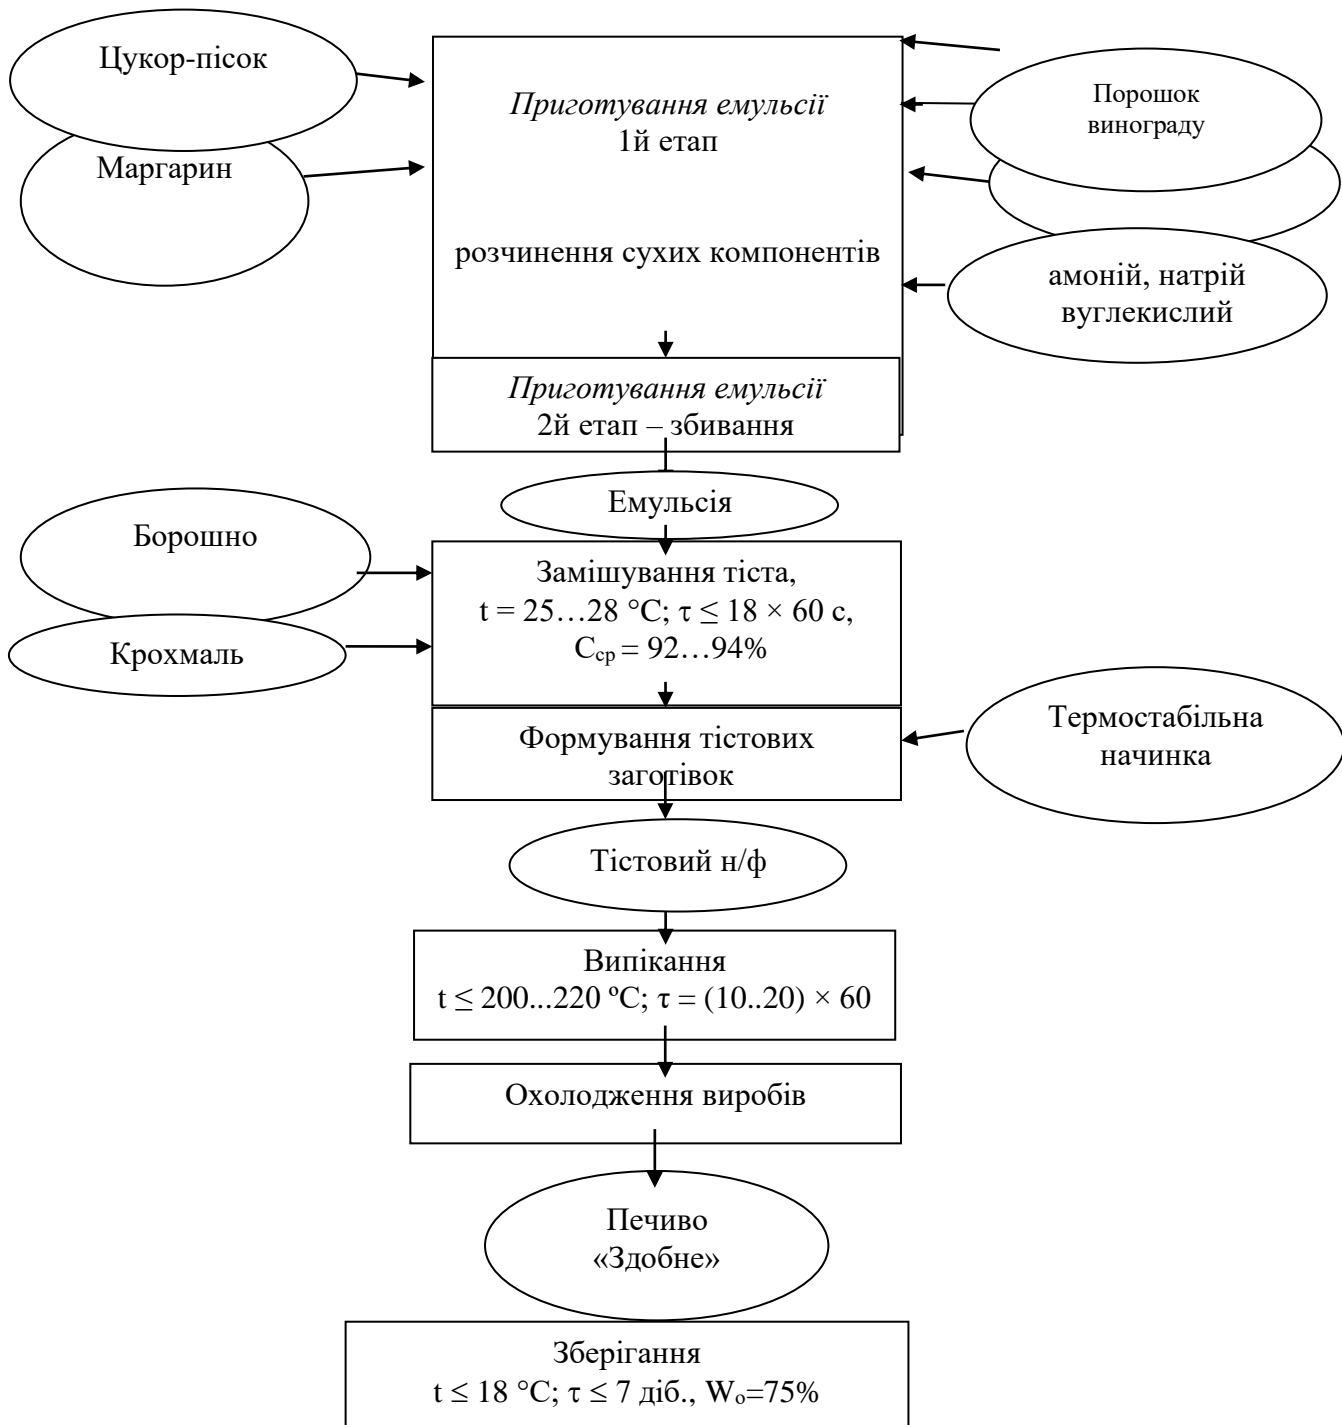 Цукор-пісок
Маргарин
Приготування емульсії
1й етап
розчинення сухих компонентів
Порошок
винограду
амоній, натрій
вуглекислий
Приготування емульсії
2й етап – збивання
Емульсія
Борошно
Крохмаль
Замішування тіста,
t = 25…28 °C; τ ≤ 18 × 60 с,
Сср = 92…94%
Формування тістових
заготівок
Термостабільна
начинка
Тістовий н/ф
Випікання
t ≤ 200...220 ºС; τ = (10..20) × 60
Охолодження виробів
Печиво
«Здобне»
Зберігання
t ≤ 18 °C; τ ≤ 7 діб., Wо=75%